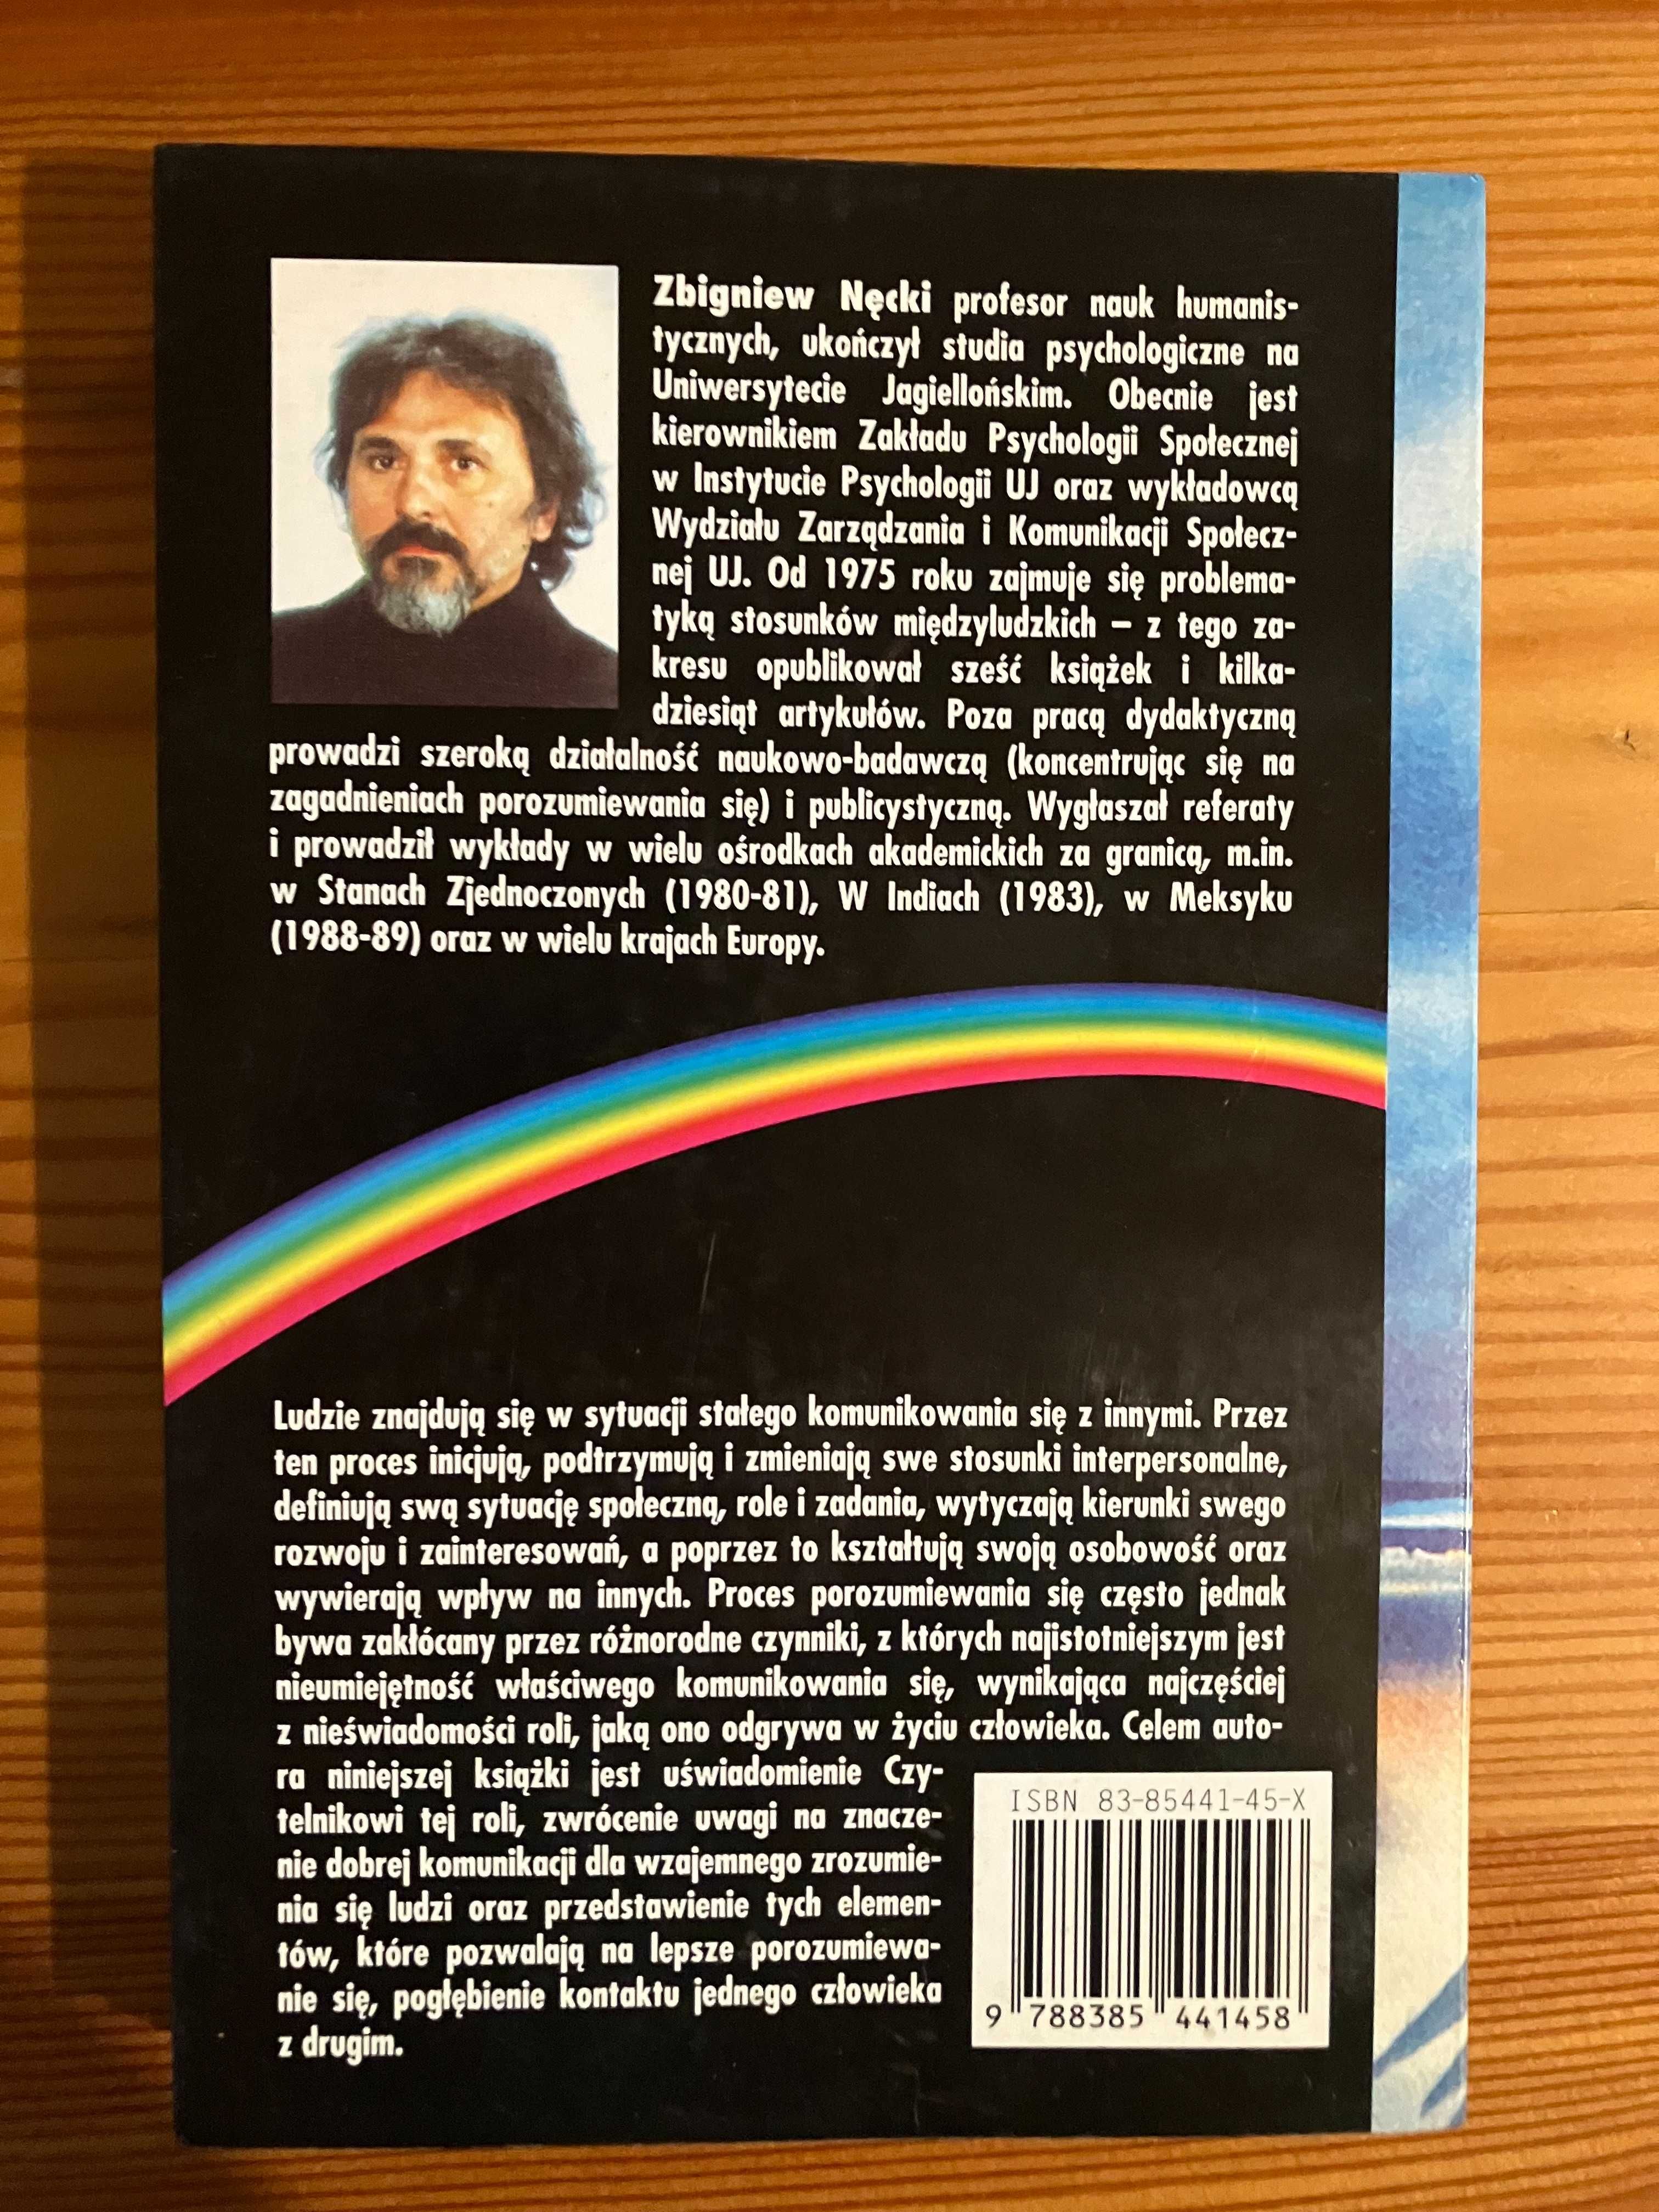 Zbigniew Nęcki profesor nauk humanis-
tycznych, ukończył studia psychologiczne na
Uniwersytecie Jagiellońskim. Obecnie jest
kierownikiem Zakładu Psychologii Społecznej
w Instytucie Psychologii UJ oraz wykładowcą
Wydziału Zarządzania i Komunikacji Społecz-
nej UJ. Od 1975 roku zajmuje się problema-
tyką stosunków międzyludzkich – z tego za-
kresu opublikował sześć książek i kilka-
dziesiąt artykułów. Poza pracą dydaktyczną
prowadzi szeroką działalność naukowo-badawczą (koncentrując się na
zagadnieniach porozumiewania się) i publicystyczną. Wygłaszał referaty
i prowadził wykłady w wielu ośrodkach akademickich za granicą, m.in.
w Stanach Zjednoczonych (1980-81), W Indiach (1983), w Meksyku
(1988-89) oraz w wielu krajach Europy.
Ludzie znajdują się w sytuacji stałego komunikowania się z innymi. Przez
ten proces inicjują, podtrzymują i zmieniają swe stosunki interpersonalne,
definiują swą sytuację społeczną, role i zadania, wytyczają kierunki swego
rozwoju i zainteresowań, a poprzez to kształtują swoją osobowość oraz
wywierają wpływ na innych. Proces porozumiewania się często jednak
bywa zakłócany przez różnorodne czynniki, z których najistotniejszym jest
nieumiejętność właściwego komunikowania się, wynikająca najczęściej
z nieświadomości roli, jaką ono odgrywa w życiu człowieka. Celem auto-
ra niniejszej książki jest uświadomienie Czy-
telnikowi tej roli, zwrócenie uwagi na znacze-
nie dobrej komunikacji dla wzajemnego zrozumie-
nia się ludzi oraz przedstawienie tych elemen-
tów, które pozwalają na lepsze porozumiewa-
nie się, pogłębienie kontaktu jednego człowieka
z drugim.
ISBN 83-85441-45-X
9 788385 441458